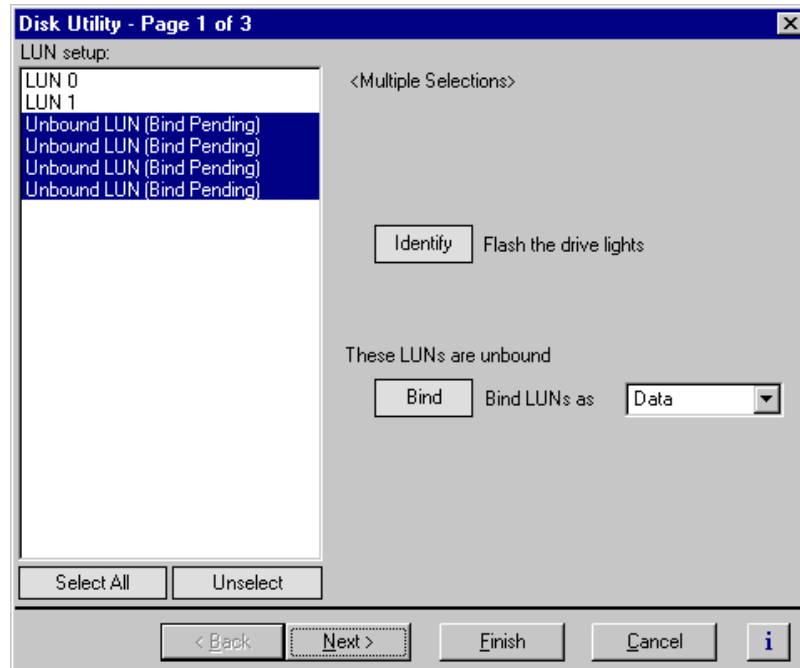 Disk Utility - Page 1 of 3
LUN setup:
LUN 0
LUN 1
Unbound LUN (Bind Pending)
Unbound LUN (Bind Pending)
Unbound LUN (Bind Pending)
Unbound LUN (Bind Pending)
<Multiple Selections>
Identify Flash the drive lights
These LUNs are unbound
Bind Bind LUNs as Data
Select All Unselect
< Back Next > Finish Cancel i